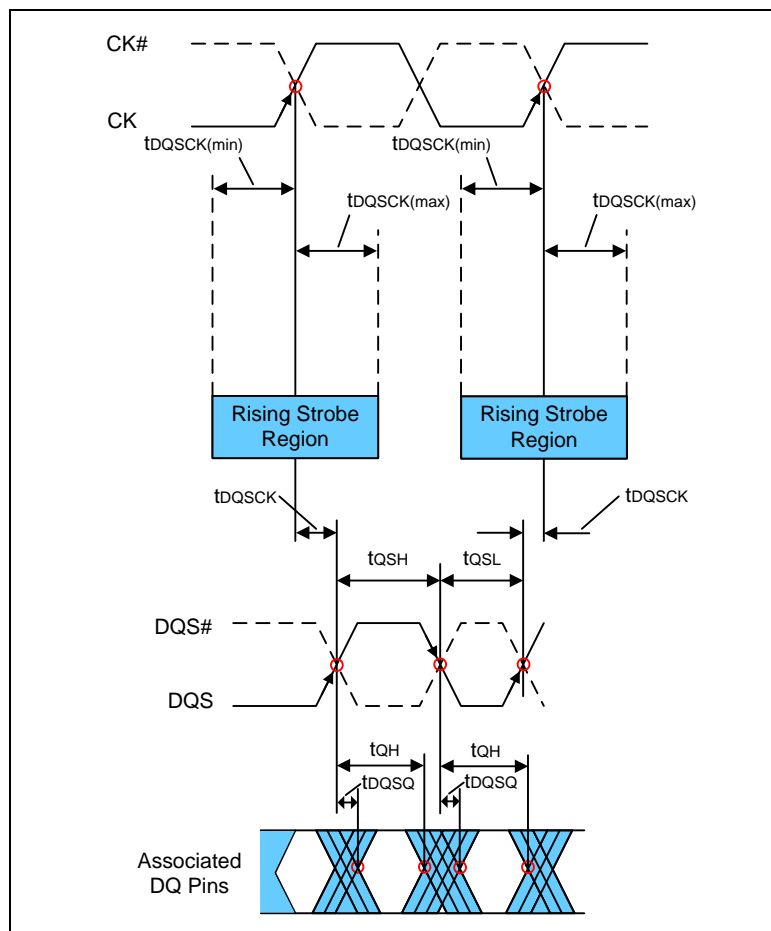 CK#
CK
tDQSCK(min)
tDQSCK(min)
tDQSCK(max)
tDQSCK(max)
Rising Strobe
Region
Rising Strobe
Region
tDQSCK
tDQSCK
tQSH
tQSL
DQS#
DQS
tQH
tQH
tDQSQ
tDQSQ
Associated
DQ Pins